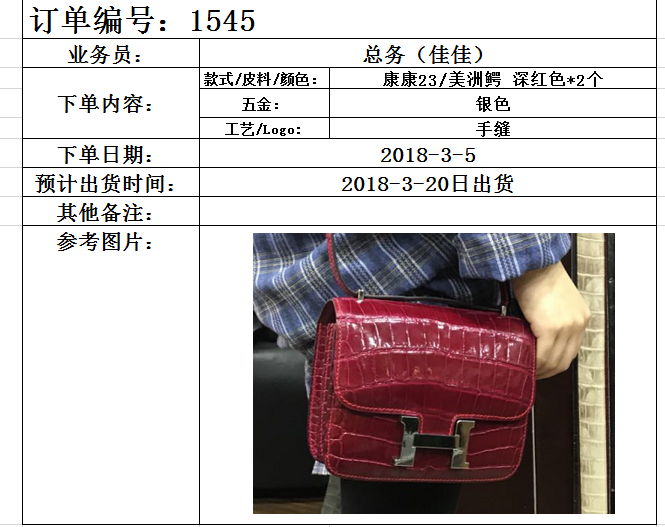 订单编号：1545
业务员： 总务（佳佳）
下单内容： 款式/皮料/颜色： 康康23/美洲鳄 深红色*2个
五金： 银色
工艺/Logo： 手缝
下单日期： 2018-3-5
预计出货时间： 2018-3-20日出货
其他备注：
参考图片：